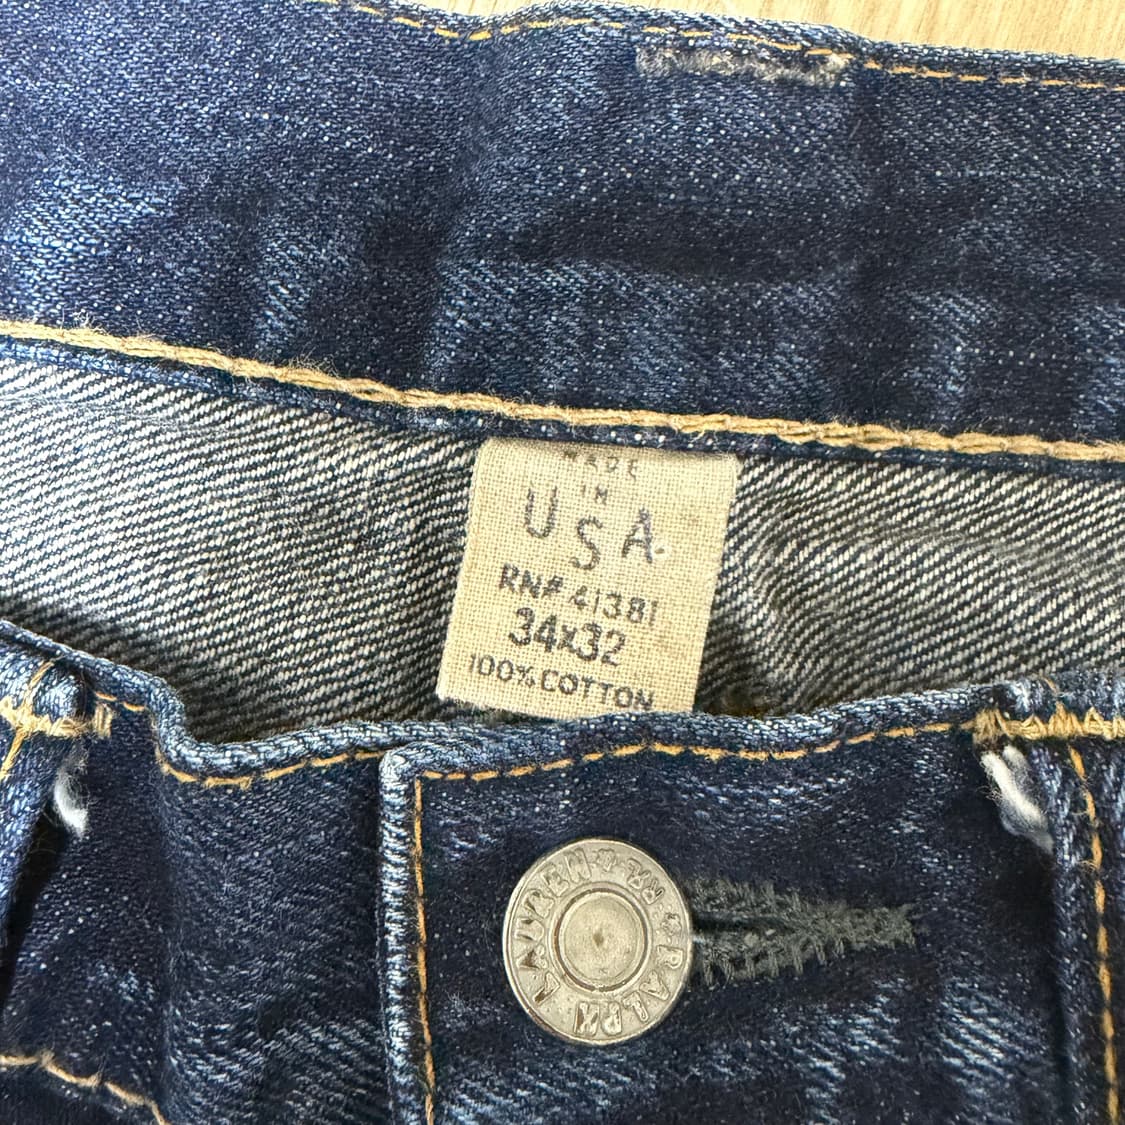 MADE
IN
USA.
RN# 41381
34x32
100% COTTON
RALPH LAUREN